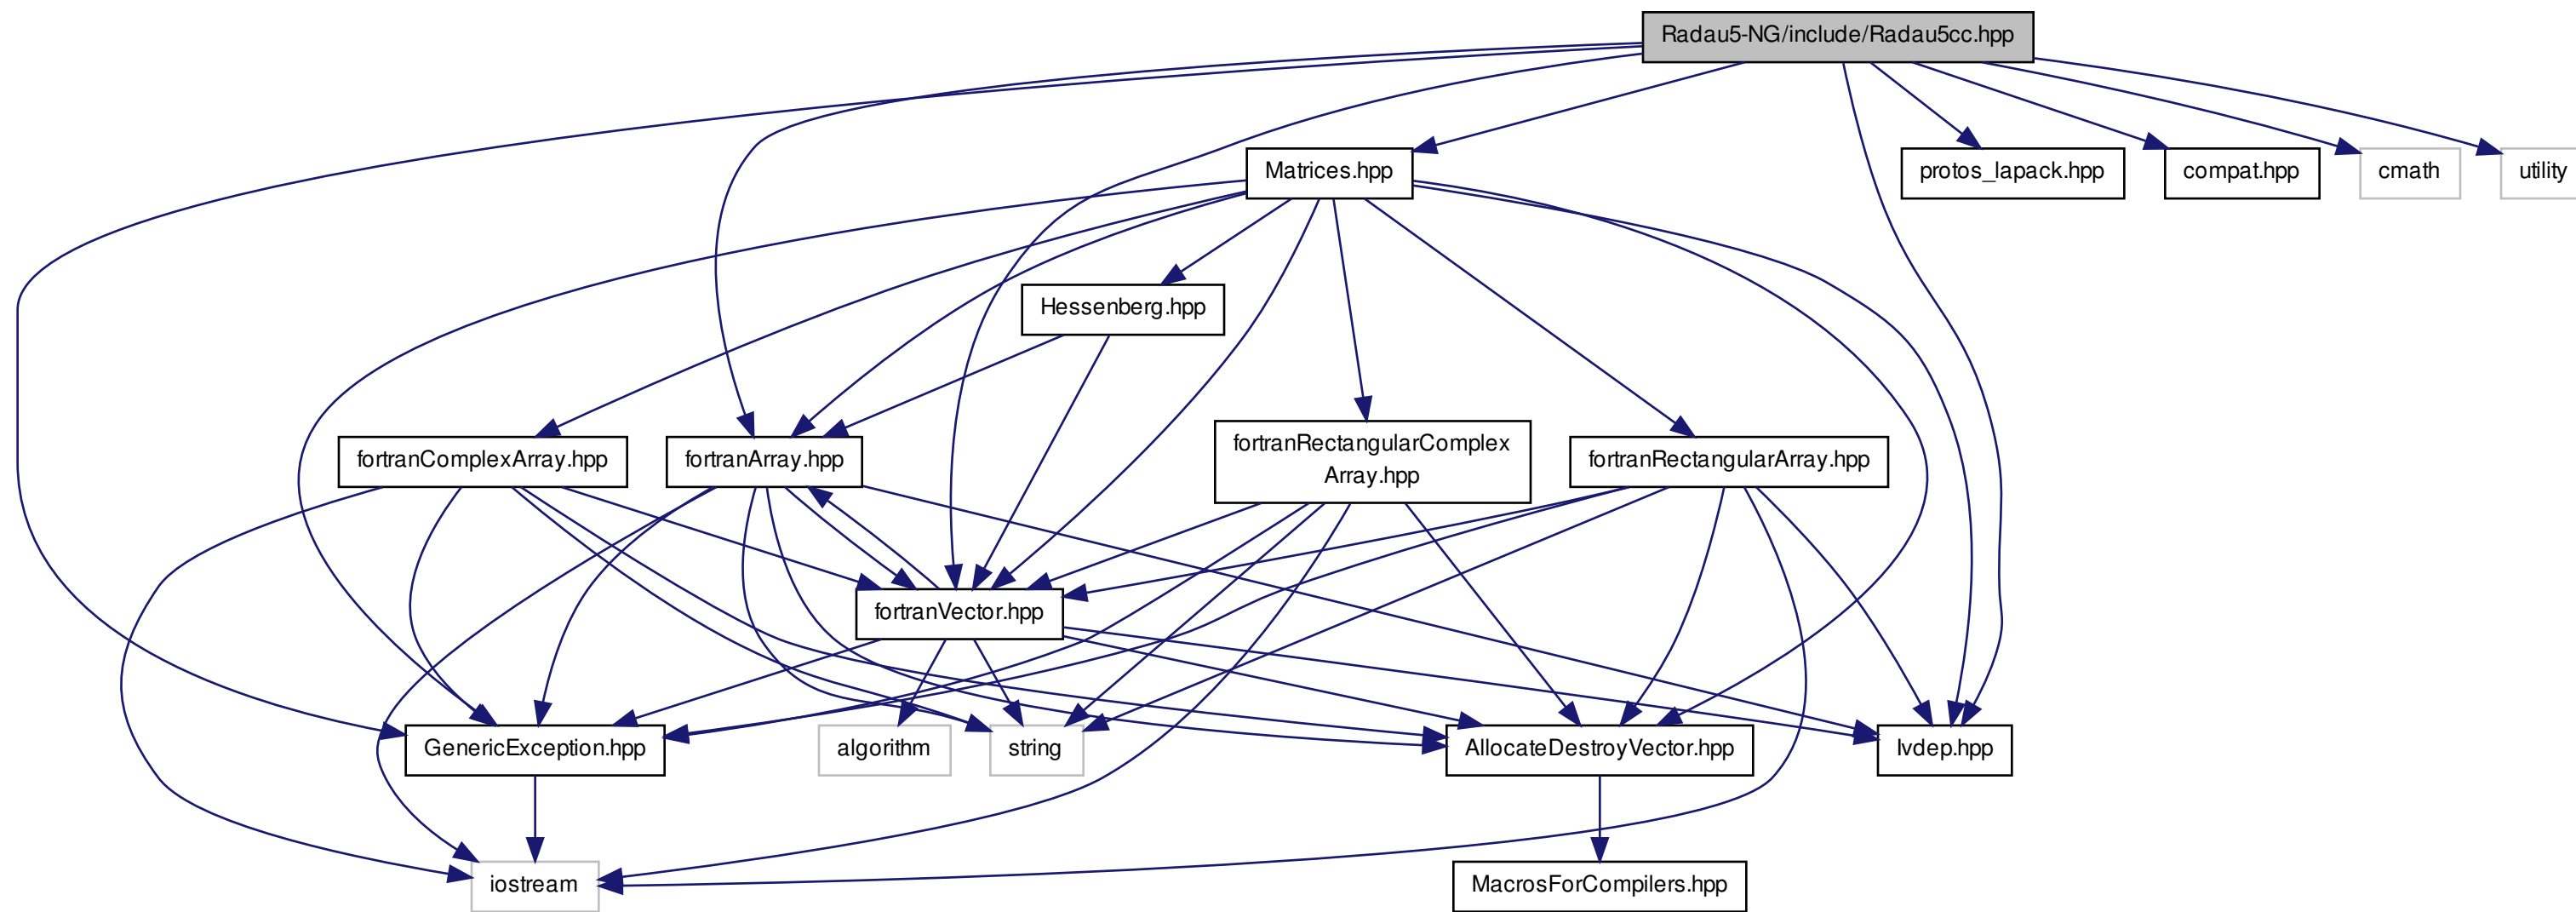 Radau5-NG/include/Radau5cc.hpp
Matrices.hpp
protos_lapack.hpp
compat.hpp
cmath
utility
Hessenberg.hpp
fortranComplexArray.hpp
fortranArray.hpp
fortranRectangularComplex
Array.hpp
fortranRectangularArray.hpp
fortranVector.hpp
GenericException.hpp
algorithm
string
AllocateDestroyVector.hpp
Ivdep.hpp
iostream
MacrosForCompilers.hpp